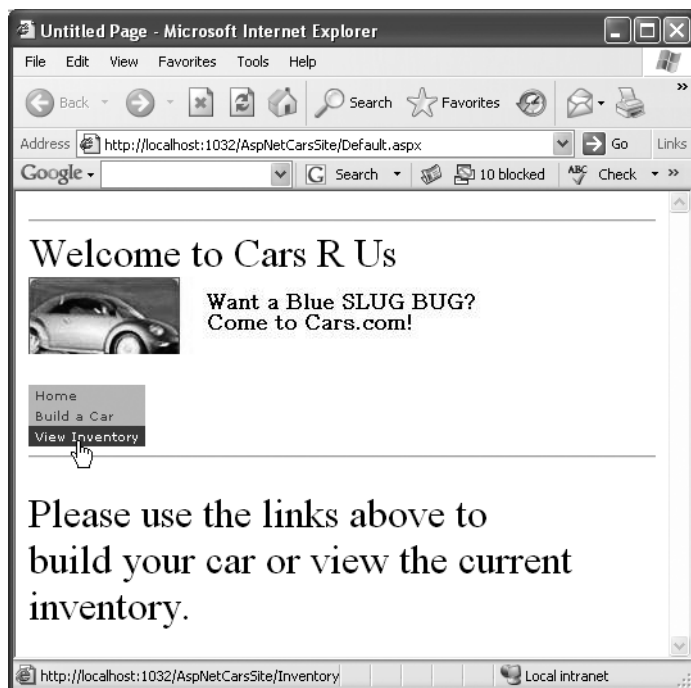 Untitled Page - Microsoft Internet Explorer
File Edit View Favorites Tools Help
Back Search Favorites »
Address http://localhost:1032/AspNetCarsSite/Default.aspx Go Links
Google G Search 10 blocked ABC Check »
Welcome to Cars R Us
Want a Blue SLUG BUG?
Come to Cars.com!
Home
Build a Car
View Inventory
Please use the links above to
build your car or view the current
inventory.
http://localhost:1032/AspNetCarsSite/Inventory Local intranet